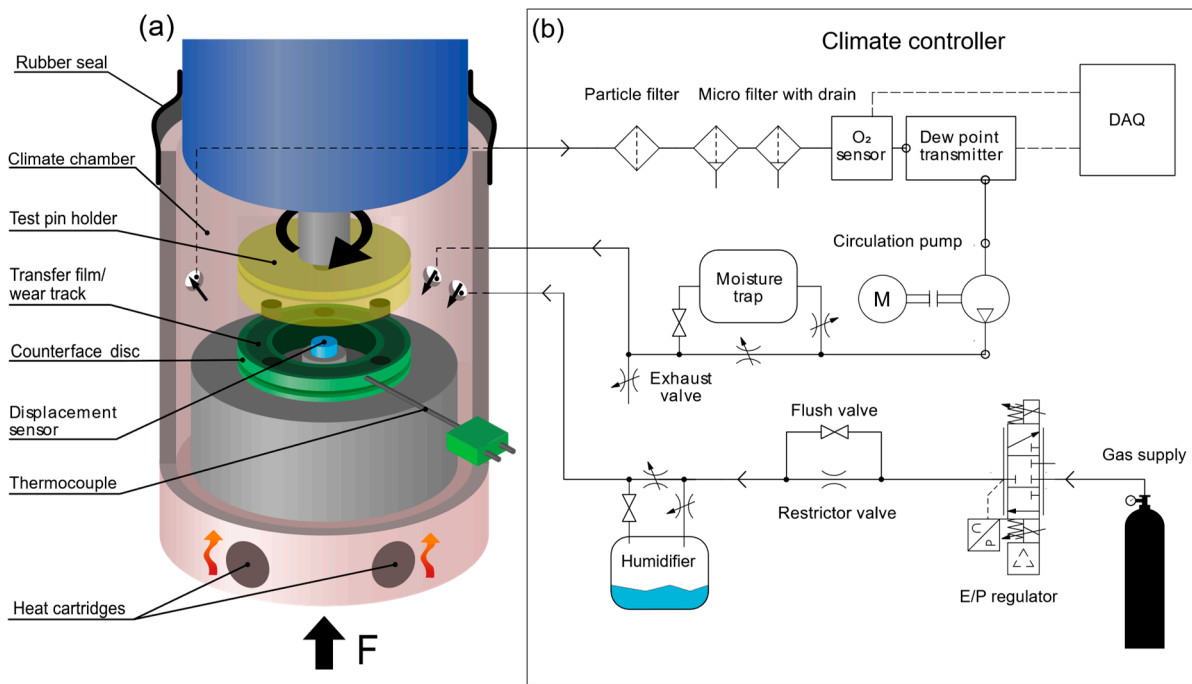 (a)
Rubber seal
Climate chamber
Test pin holder
Transfer film/
wear track
Counterface disc
Displacement
sensor
Thermocouple
Heat cartridges
F
(b)
Climate controller
Particle filter
Micro filter with drain
O₂
sensor
Dew point
transmitter
DAQ
Circulation pump
M
Moisture
trap
Exhaust
valve
Flush valve
Restrictor valve
Humidifier
Gas supply
U
P
E/P regulator